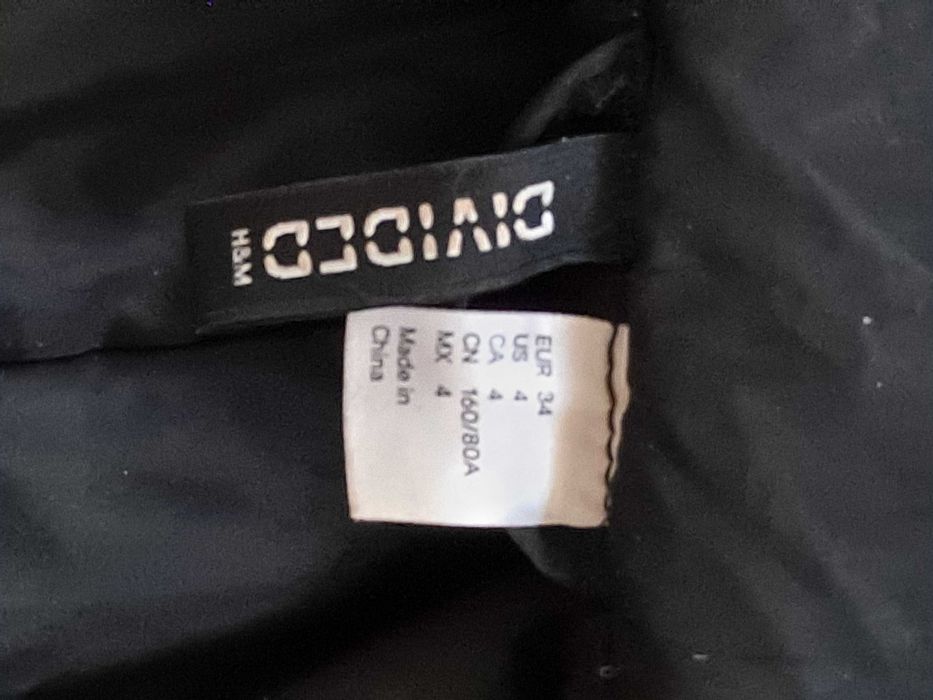 DIVIDED
H&M
EUR 34
US 4
CA 4
CN 160/80A
MX 4
Made in
China